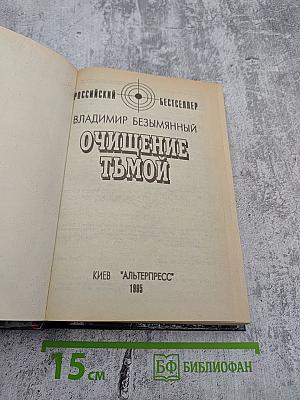 РОССИЙСКИЙ БЕСТСЕЛЛЕР
ВЛАДИМИР БЕЗЫМЯННЫЙ
ОЧИЩЕНИЕ
ТЬМОЙ
КИЕВ "АЛЬТЕРПРЕСС"
1995
15 см
БФ БИБЛИОФАН